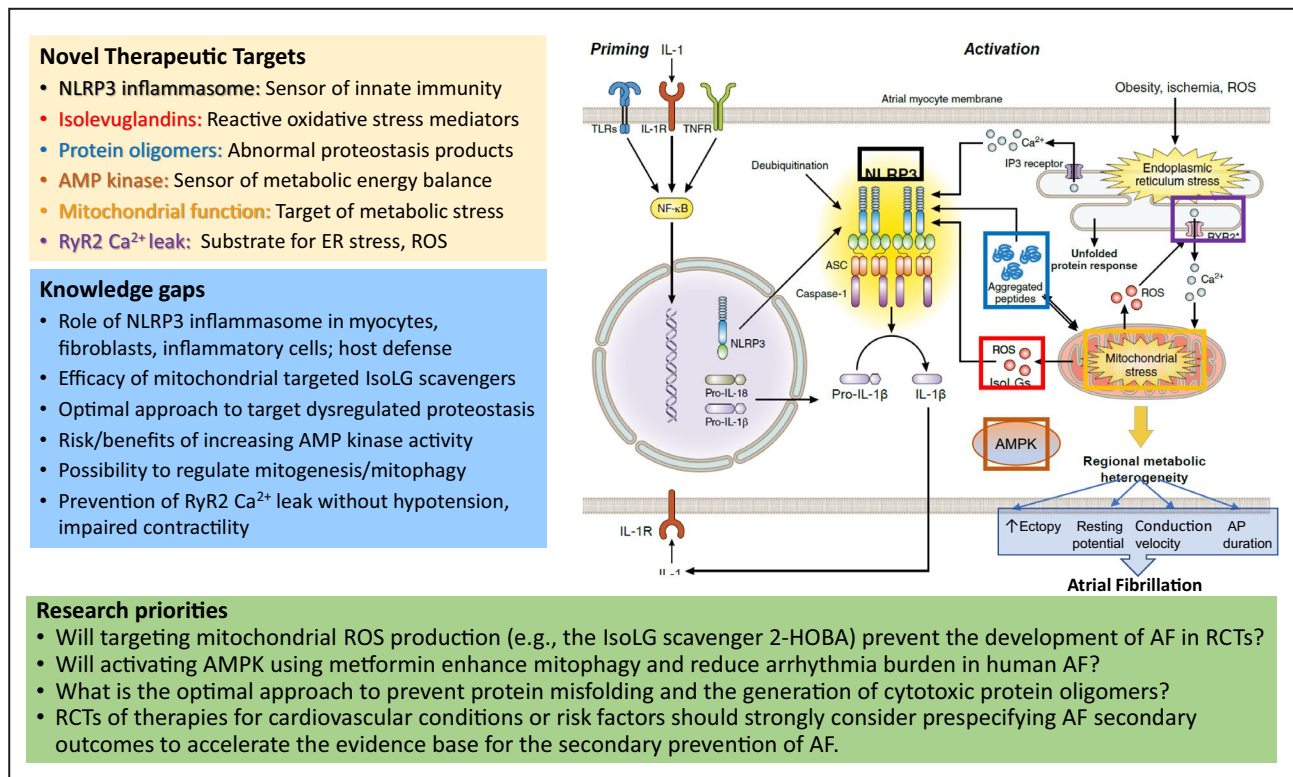 Novel Therapeutic Targets
• NLRP3 inflammasome: Sensor of innate immunity
• Isolevuglandins: Reactive oxidative stress mediators
• Protein oligomers: Abnormal proteostasis products
• AMP kinase: Sensor of metabolic energy balance
• Mitochondrial function: Target of metabolic stress
• RyR2 Ca²⁺ leak: Substrate for ER stress, ROS
Knowledge gaps
• Role of NLRP3 inflammasome in myocytes,
fibroblasts, inflammatory cells; host defense
• Efficacy of mitochondrial targeted IsoLG scavengers
• Optimal approach to target dysregulated proteostasis
• Risk/benefits of increasing AMP kinase activity
• Possibility to regulate mitogenesis/mitophagy
• Prevention of RyR2 Ca²⁺ leak without hypotension,
impaired contractility
Priming
IL-1
Activation
Obesity, ischemia, ROS
Atrial myocyte membrane
TLRs
IL-1R
TNFR
Ca²⁺
IP3 receptor
Endoplasmic
reticulum stress
Deubiquitination
NLRP3
NF-κB
RYR2*
Unfolded
protein response
ASC
Caspase-1
Aggregated
peptides
ROS
Ca²⁺
NLRP3
ROS
IsoLGs
Mitochondrial
stress
Pro-IL-18
Pro-IL-1β
Pro-IL-1β
IL-1β
AMPK
Regional metabolic
heterogeneity
IL-1R
IL-1
↑Ectopy
Resting
potential
Conduction
velocity
AP
duration
Atrial Fibrillation
Research priorities
• Will targeting mitochondrial ROS production (e.g., the IsoLG scavenger 2-HOBA) prevent the development of AF in RCTs?
• Will activating AMPK using metformin enhance mitophagy and reduce arrhythmia burden in human AF?
• What is the optimal approach to prevent protein misfolding and the generation of cytotoxic protein oligomers?
• RCTs of therapies for cardiovascular conditions or risk factors should strongly consider prespecifying AF secondary
outcomes to accelerate the evidence base for the secondary prevention of AF.